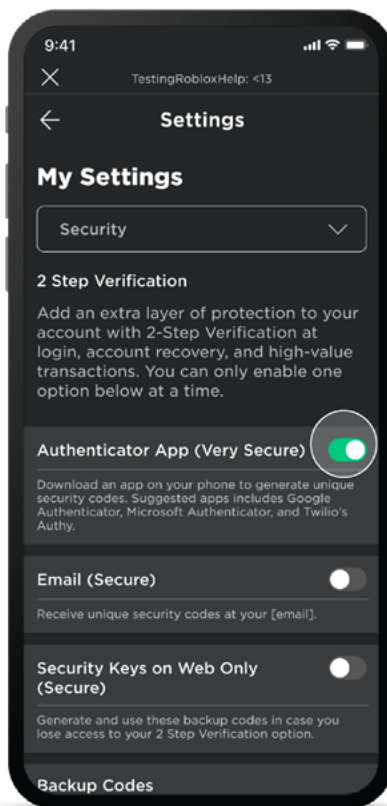 9:41
TestingRobloxHelp: <13
Settings
My Settings
Security
2 Step Verification
Add an extra layer of protection to your
account with 2-Step Verification at
login, account recovery, and high-value
transactions. You can only enable one
option below at a time.
Authenticator App (Very Secure)
Download an app on your phone to generate unique
security codes. Suggested apps includes Google
Authenticator, Microsoft Authenticator, and Twilio's
Authy.
Email (Secure)
Receive unique security codes at your [email].
Security Keys on Web Only
(Secure)
Generate and use these backup codes in case you
lose access to your 2 Step Verification option.
Backup Codes